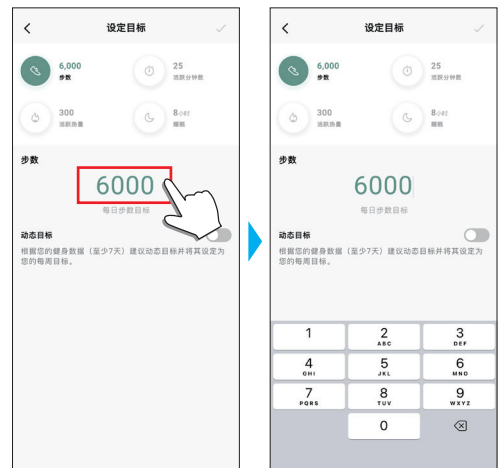 设定目标
6,000
步数
25
活跃分钟数
300
活跃热量
8小时
睡眠
步数
6000
每日步数目标
动态目标
根据您的健身数据（至少7天）建议动态目标并将其设定为
您的每周目标。
设定目标
6,000
步数
25
活跃分钟数
300
活跃热量
8小时
睡眠
步数
6000
每日步数目标
动态目标
根据您的健身数据（至少7天）建议动态目标并将其设定为
您的每周目标。
1 2 3
ABC DEF
4 5 6
GHI JKL MNO
7 8 9
PQRS TUV WXYZ
0